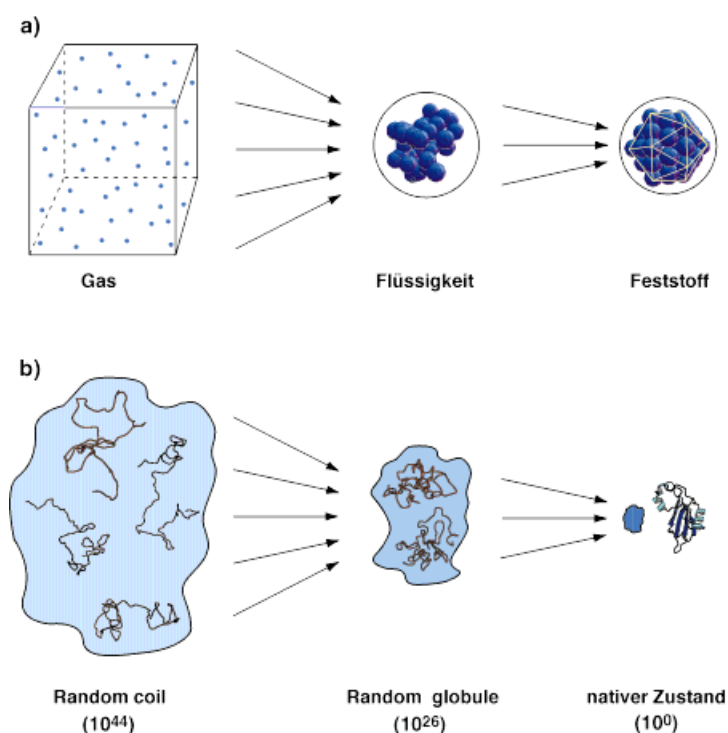 a)
Gas
Flüssigkeit
Feststoff
b)
Random coil
(10⁴⁴)
Random globule
(10²⁶)
nativer Zustand
(10⁰)